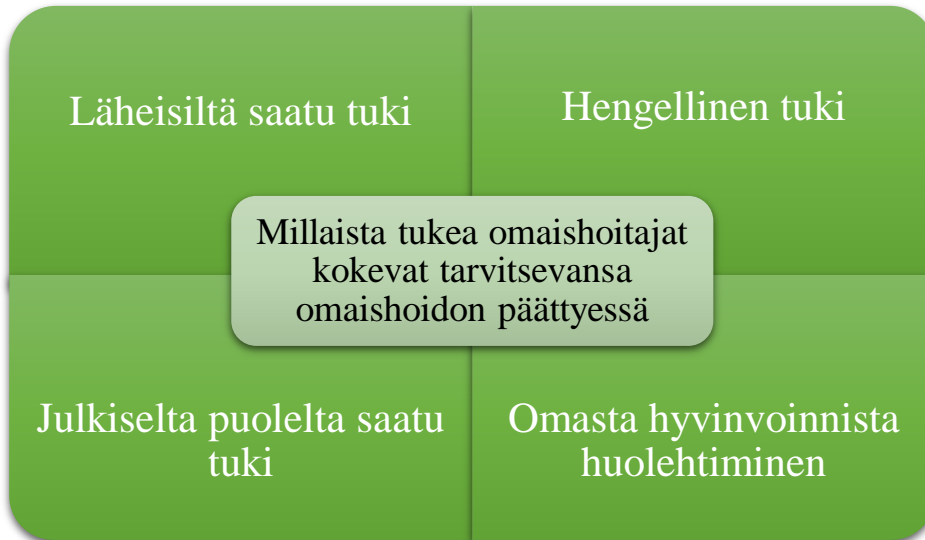 Läheisiltä saatu tuki
Hengellinen tuki
Millaista tukea omaishoitajat
kokevat tarvitsevansa
omaishoidon päättyessä
Julkiselta puolelta saatu
tuki
Omasta hyvinvoinnista
huolehtiminen